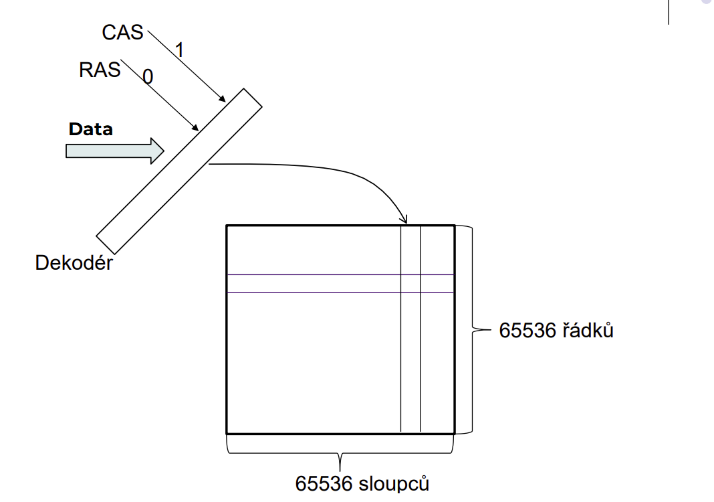 CAS
1
RAS
0
Data
Dekodér
65536 řádků
65536 sloupců